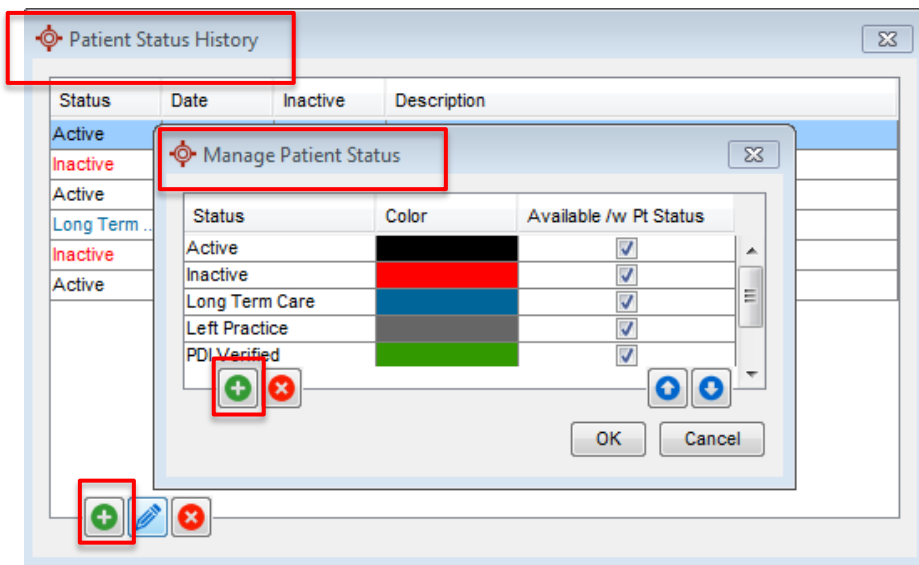 Patient Status History
Status Date Inactive Description
Active
Inactive
Active
Long Term ..
Inactive
Active
Manage Patient Status
Status Color Available /w Pt Status
Active
Inactive
Long Term Care
Left Practice
PDI Verified
OK Cancel